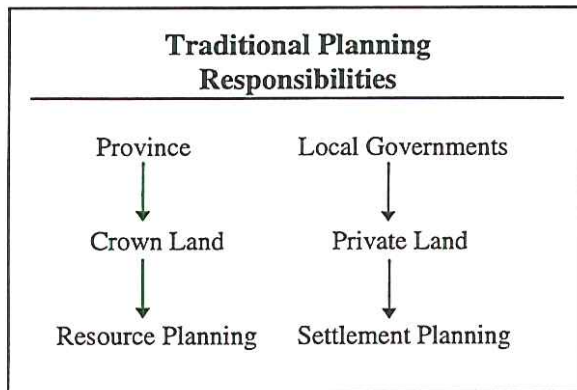 Traditional Planning
Responsibilities
Province
Local Governments
Crown Land
Private Land
Resource Planning
Settlement Planning